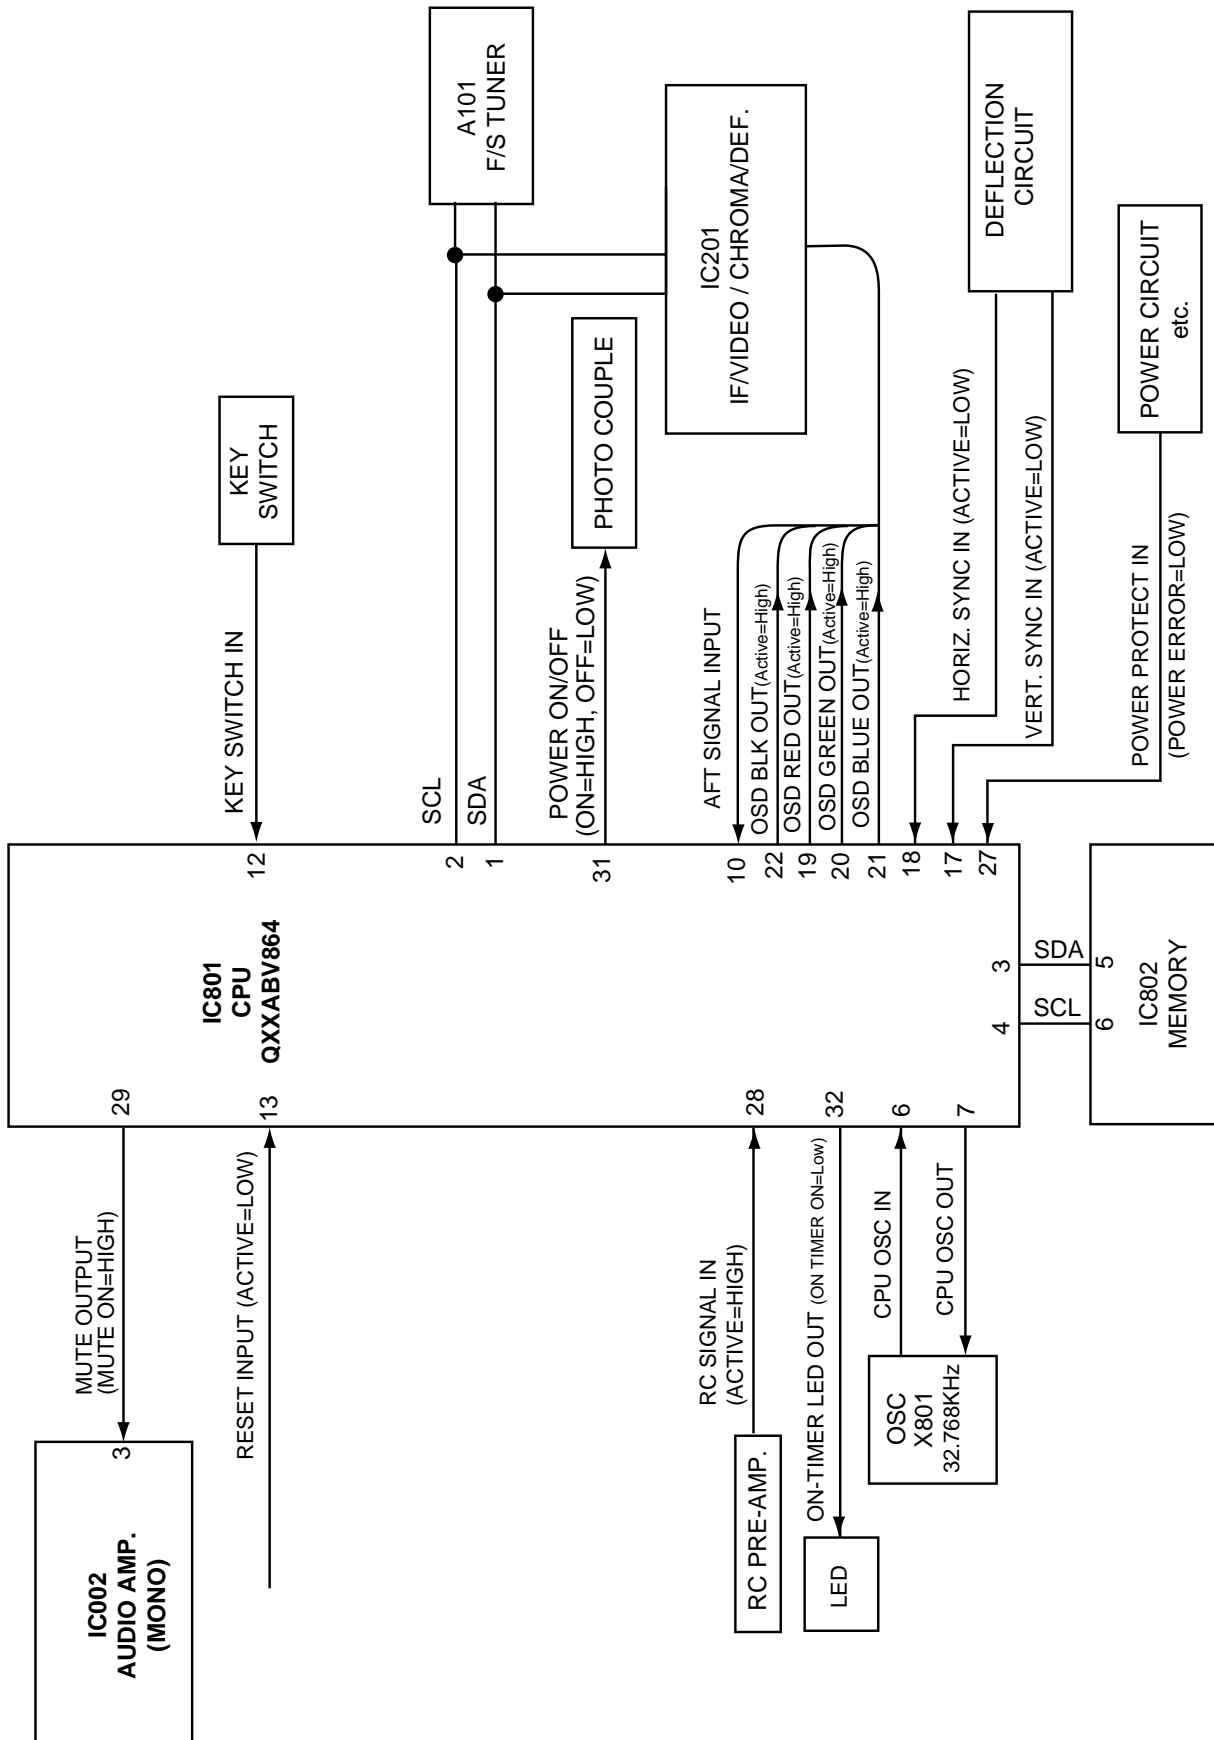 A101
F/S TUNER
IC201
IF/VIDEO / CHROMA/DEF.
DEFLECTION
CIRCUIT
POWER CIRCUIT
etc.
KEY
SWITCH
PHOTO COUPLE
KEY SWITCH IN
SCL
SDA
POWER ON/OFF
(ON=HIGH, OFF=LOW)
AFT SIGNAL INPUT
OSD BLK OUT(Active=High)
OSD RED OUT(Active=High)
OSD GREEN OUT(Active=High)
OSD BLUE OUT(Active=High)
HORIZ. SYNC IN (ACTIVE=LOW)
VERT. SYNC IN (ACTIVE=LOW)
POWER PROTECT IN
(POWER ERROR=LOW)
12
2
1
31
10
22
19
20
21
18
17
27
IC801
CPU
QXXABV864
3
4
SDA
SCL
5
6
IC802
MEMORY
29
13
28
32
6
7
MUTE OUTPUT
(MUTE ON=HIGH)
RESET INPUT (ACTIVE=LOW)
RC SIGNAL IN
(ACTIVE=HIGH)
ON-TIMER LED OUT (ON TIMER ON=Low)
CPU OSC IN
CPU OSC OUT
3
IC002
AUDIO AMP.
(MONO)
RC PRE-AMP.
LED
OSC
X801
32.768KHz